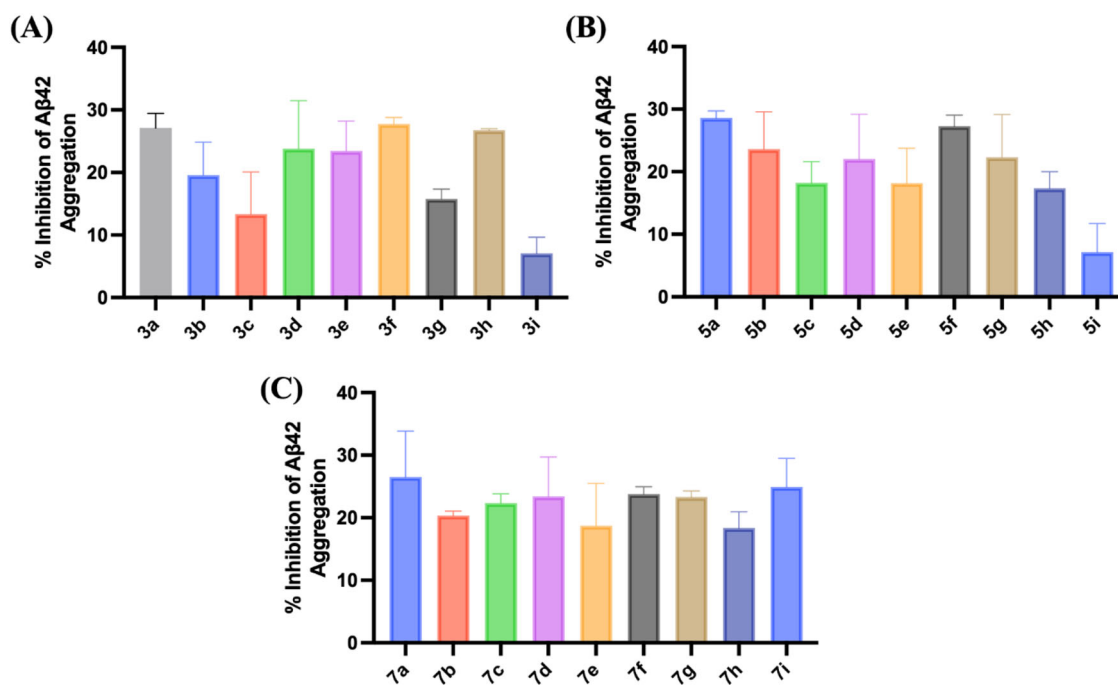 (A)
% Inhibition of Aβ42
Aggregation
40
30
20
10
0
3a 3b 3c 3d 3e 3f 3g 3h 3i
(B)
% Inhibition of Aβ42
Aggregation
40
30
20
10
0
5a 5b 5c 5d 5e 5f 5g 5h 5i
(C)
% Inhibition of Aβ42
Aggregation
40
30
20
10
0
7a 7b 7c 7d 7e 7f 7g 7h 7i